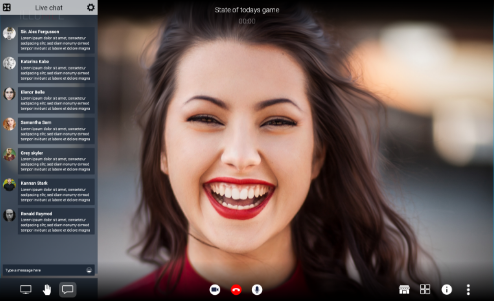 Live chat
State of todays game
00:00
Sir. Alex Ferguson
Lorem ipsum dolor sit amet, consetetur
sadipscing elitr, sed diam nonumy eirmod
tempor invidunt ut labore et dolore magna
Katarina Kabo
Lorem ipsum dolor sit amet, consetetur
sadipscing elitr, sed diam nonumy eirmod
tempor invidunt ut labore et dolore magna
Lorem ipsum dolor sit amet, consetetur
sadipscing elitr, sed diam nonumy eirmod
tempor invidunt ut labore et dolore magna
Samantha Sam
Lorem ipsum dolor sit amet, consetetur
sadipscing elitr, sed diam nonumy eirmod
tempor invidunt ut labore et dolore magna
Grey skyler
Lorem ipsum dolor sit amet, consetetur
sadipscing elitr, sed diam nonumy eirmod
tempor invidunt ut labore et dolore magna
Kannan Stark
Lorem ipsum dolor sit amet, consetetur
sadipscing elitr, sed diam nonumy eirmod
tempor invidunt ut labore et dolore magna
Ronald Raymod
Lorem ipsum dolor sit amet, consetetur
sadipscing elitr, sed diam nonumy eirmod
tempor invidunt ut labore et dolore magna
Type a message here